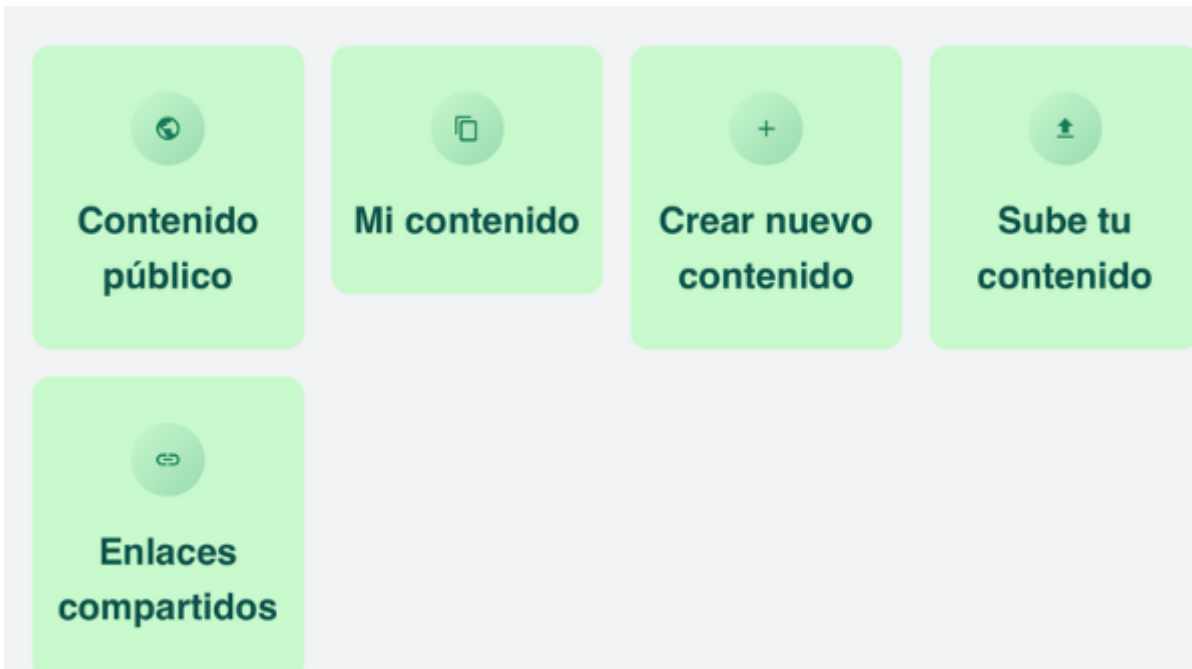 Contenido
público
Mi contenido
Crear nuevo
contenido
Sube tu
contenido
Enlaces
compartidos